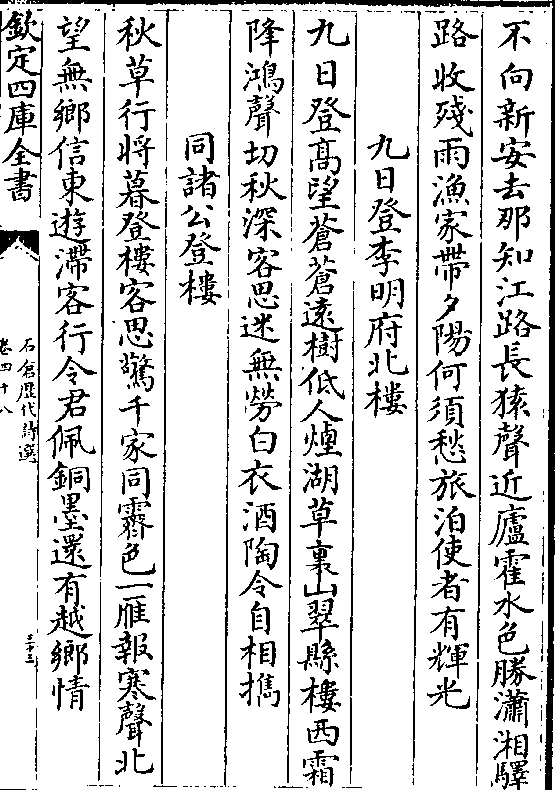 不向新安去那知江路長猿聲近廬霍水色勝瀟湘驛
路收殘雨漁家帶夕陽何須愁旅泊使者有輝光
九日登李明府北樓
九日登髙望蒼蒼遠樹低人煙湖草裏山翠縣樓西霜
降鴻聲切秋深客思迷無勞白衣酒陶令自相攜
同諸公登樓
秋草行將暮登樓客思驚千家同霽色一雁報寒聲北
望無鄉信東遊滯客行今君佩銅墨還有越鄉情
欽定四庫全書
石倉歷代詩選
卷四十八
三十三